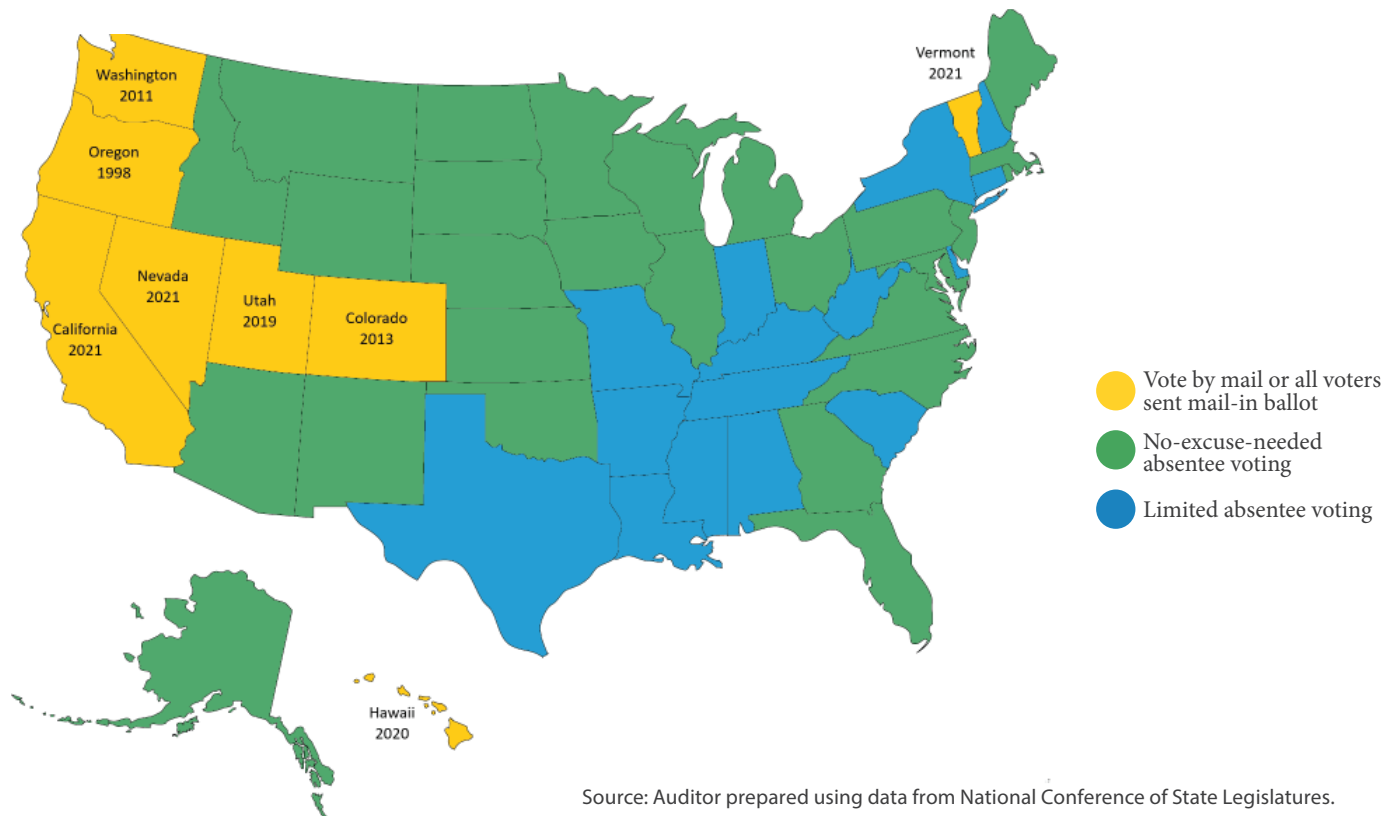 Vermont
2021
Washington
2011
Oregon
1998
Nevada
2021
Utah
2019
Colorado
2013
California
2021
Vote by mail or all voters
sent mail-in ballot
No-excuse-needed
absentee voting
Limited absentee voting
Hawaii
2020
Source: Auditor prepared using data from National Conference of State Legislatures.